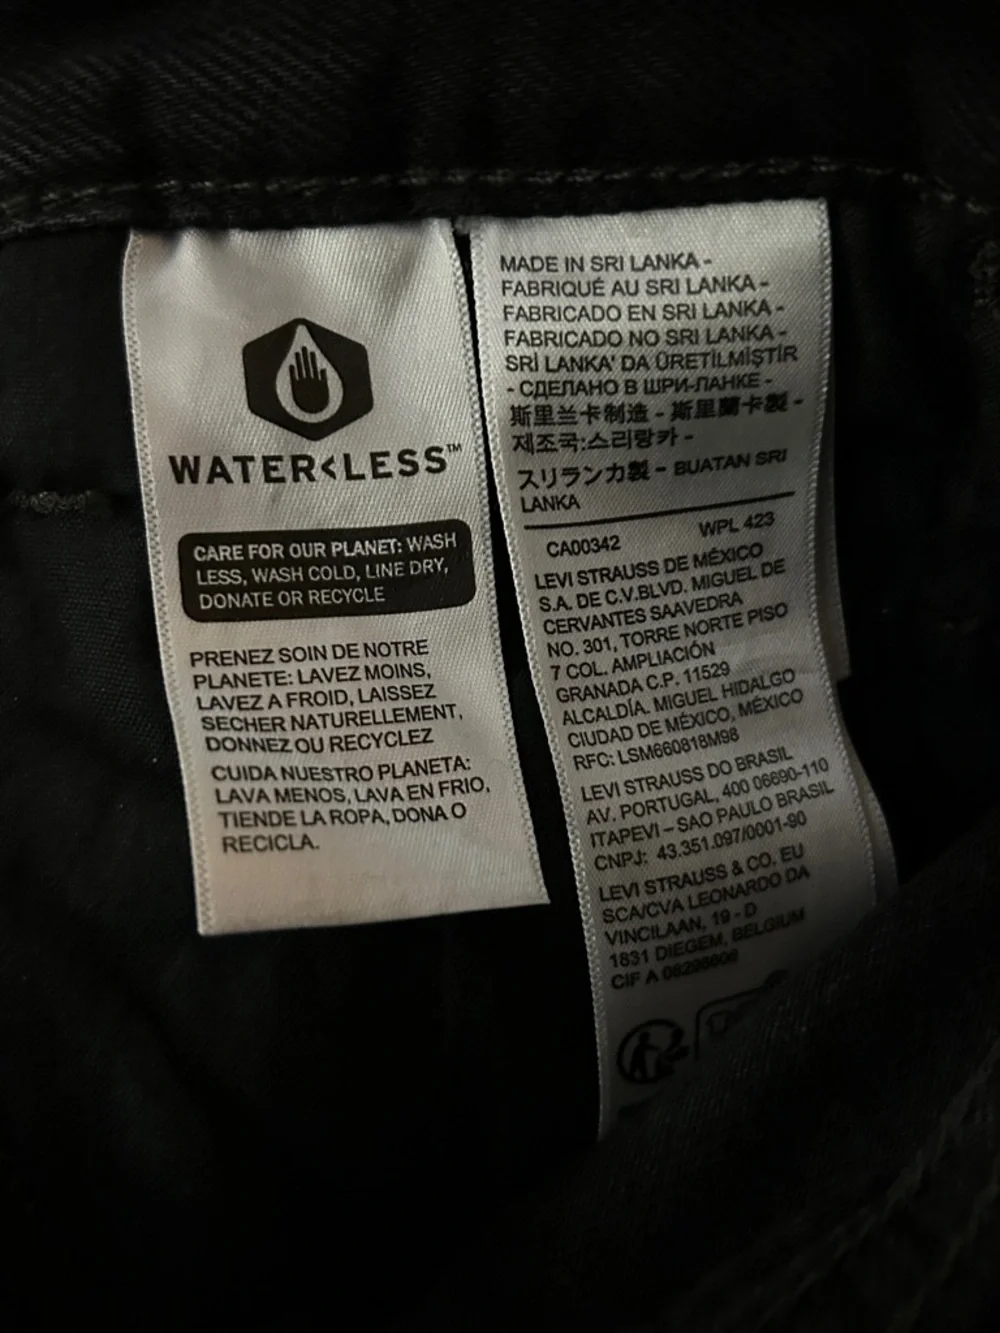 WATER<LESS™
CARE FOR OUR PLANET: WASH
LESS, WASH COLD, LINE DRY,
DONATE OR RECYCLE
PRENEZ SOIN DE NOTRE
PLANETE: LAVEZ MOINS,
LAVEZ A FROID, LAISSEZ
SECHER NATURELLEMENT,
DONNEZ OU RECYCLEZ
CUIDA NUESTRO PLANETA:
LAVA MENOS, LAVA EN FRIO,
TIENDE LA ROPA, DONA O
RECICLA.
MADE IN SRI LANKA -
FABRIQUÉ AU SRI LANKA -
FABRICADO EN SRI LANKA -
FABRICADO NO SRI LANKA -
SRİ LANKA' DA ÜRETİLMİŞTİR
- СДЕЛАНО В ШРИ-ЛАНКЕ -
斯里兰卡制造 - 斯里蘭卡製 -
제조국:스리랑카 -
スリランカ製 - BUATAN SRI
LANKA
CA00342 WPL 423
LEVI STRAUSS DE MÉXICO
S.A. DE C.V.BLVD. MIGUEL DE
CERVANTES SAAVEDRA
NO. 301, TORRE NORTE PISO
7 COL. AMPLIACIÓN
GRANADA C.P. 11529
ALCALDÍA. MIGUEL HIDALGO
CIUDAD DE MÉXICO, MÉXICO
RFC: LSM660818M98
LEVI STRAUSS DO BRASIL
AV. PORTUGAL, 400 06690-110
ITAPEVI – SAO PAULO BRASIL
CNPJ: 43.351.097/0001-90
LEVI STRAUSS & CO. EU
SCA/CVA LEONARDO DA
VINCILAAN, 19 - D
1831 DIEGEM, BELGIUM
CIF A